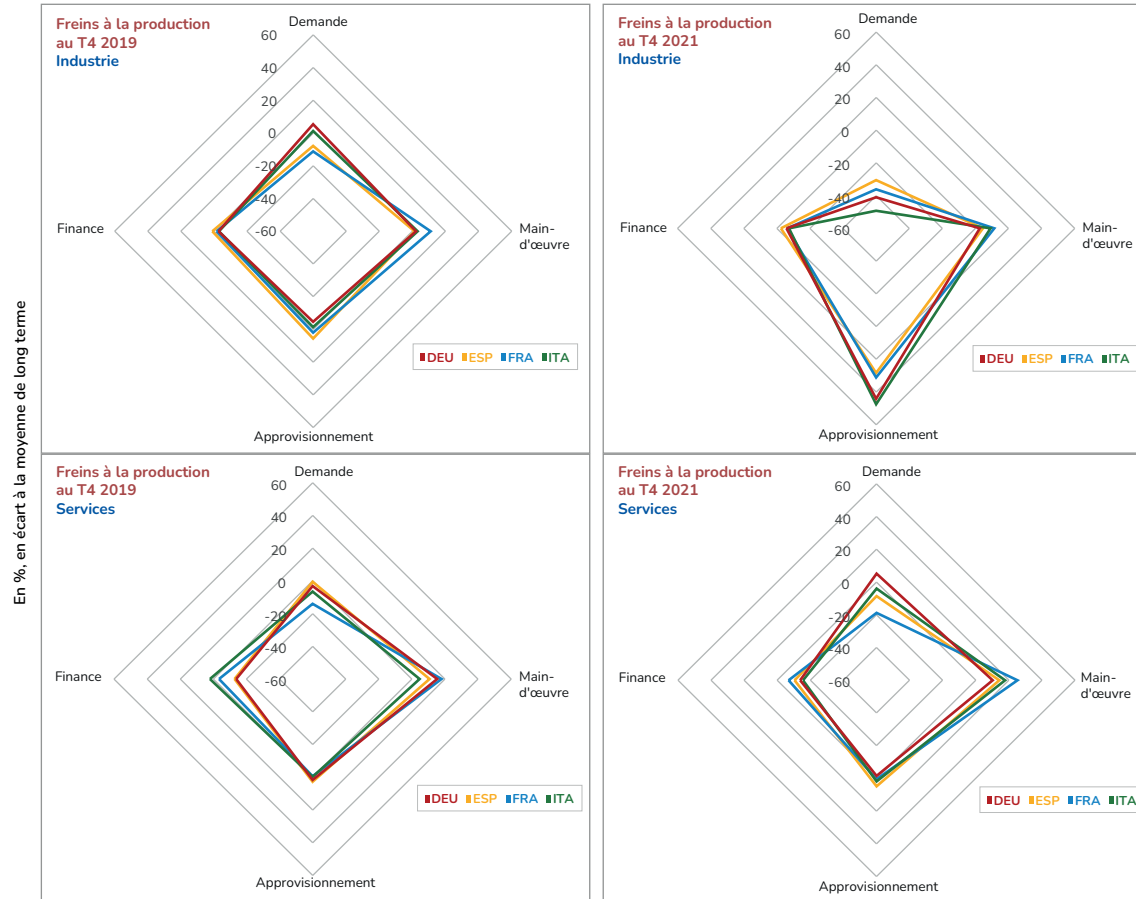 En %, en écart à la moyenne de long terme
Freins à la production
au T4 2019
Industrie
Demande
60
40
20
0
-20
-40
-60
Finance
Main-
d'œuvre
Approvisionnement
DEU ESP FRA ITA
Freins à la production
au T4 2021
Industrie
Demande
60
40
20
0
-20
-40
-60
Finance
Main-
d'œuvre
Approvisionnement
DEU ESP FRA ITA
Freins à la production
au T4 2019
Services
Demande
60
40
20
0
-20
-40
-60
Finance
Main-
d'œuvre
Approvisionnement
DEU ESP FRA ITA
Freins à la production
au T4 2021
Services
Demande
60
40
20
0
-20
-40
-60
Finance
Main-
d'œuvre
Approvisionnement
DEU ESP FRA ITA